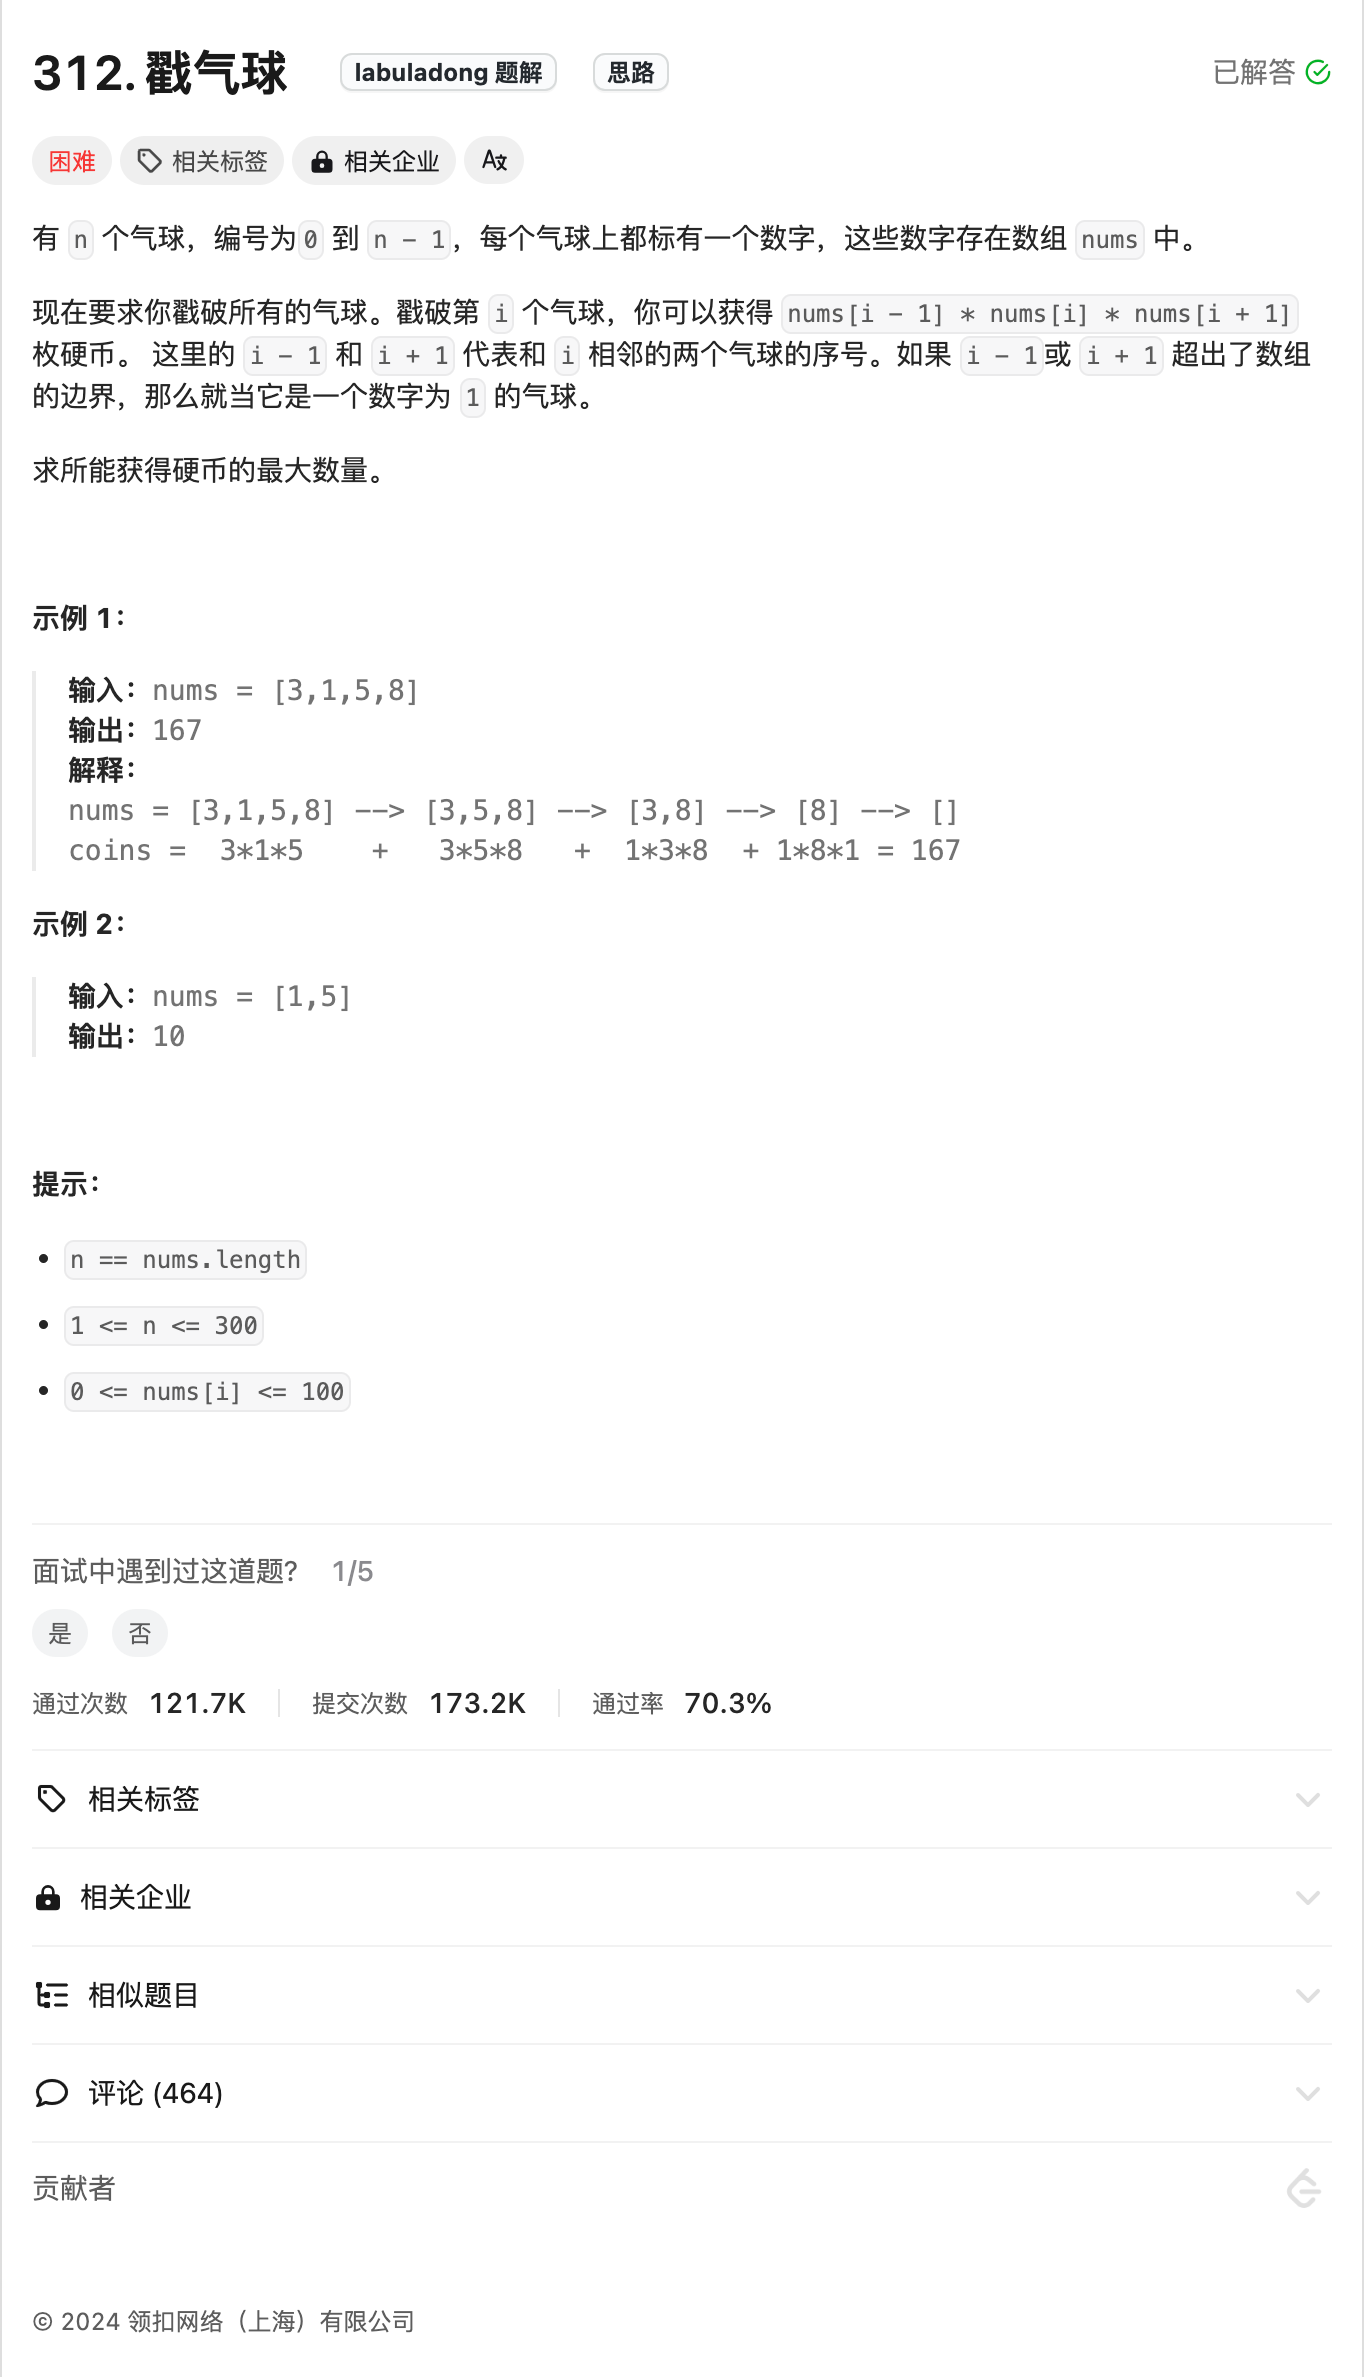 312. 戳气球 labuladong 题解 思路 已解答
困难 相关标签 相关企业
有 n 个气球，编号为0 到 n - 1，每个气球上都标有一个数字，这些数字存在数组 nums 中。
现在要求你戳破所有的气球。戳破第 i 个气球，你可以获得 nums[i - 1] * nums[i] * nums[i + 1]
枚硬币。 这里的 i - 1 和 i + 1 代表和 i 相邻的两个气球的序号。如果 i - 1或 i + 1 超出了数组
的边界，那么就当它是一个数字为 1 的气球。
求所能获得硬币的最大数量。
示例 1：
输入：nums = [3,1,5,8]
输出：167
解释：
nums = [3,1,5,8] --> [3,5,8] --> [3,8] --> [8] --> []
coins =  3*1*5    +   3*5*8   +  1*3*8  + 1*8*1 = 167
示例 2：
输入：nums = [1,5]
输出：10
提示：
• n == nums.length
• 1 <= n <= 300
• 0 <= nums[i] <= 100
面试中遇到过这道题? 1/5
是 否
通过次数 121.7K 提交次数 173.2K 通过率 70.3%
相关标签
相关企业
相似题目
评论 (464)
贡献者
© 2024 领扣网络（上海）有限公司